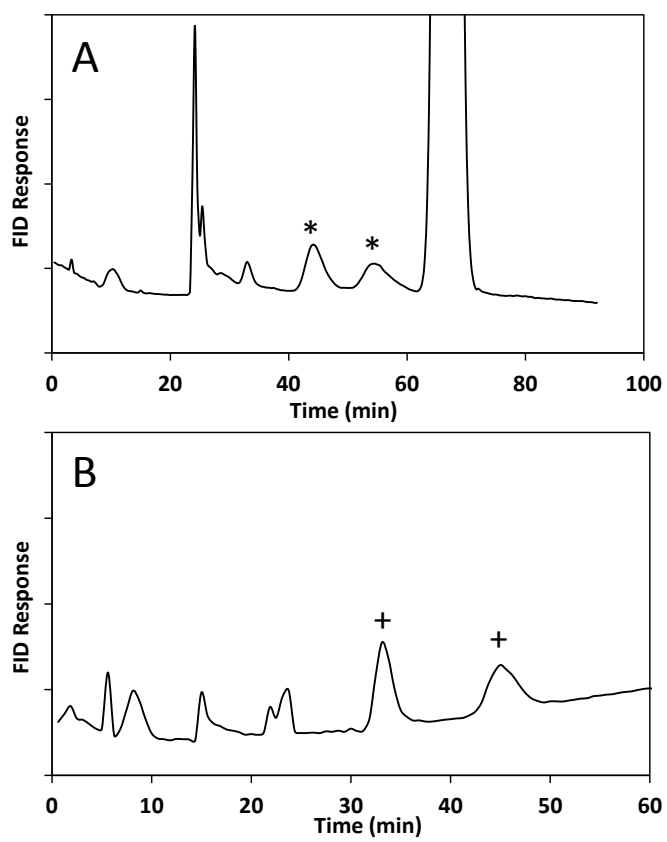 A
FID Response
*
*
0 20 40 60 80 100
Time (min)
B
FID Response
+
+
0 10 20 30 40 50 60
Time (min)